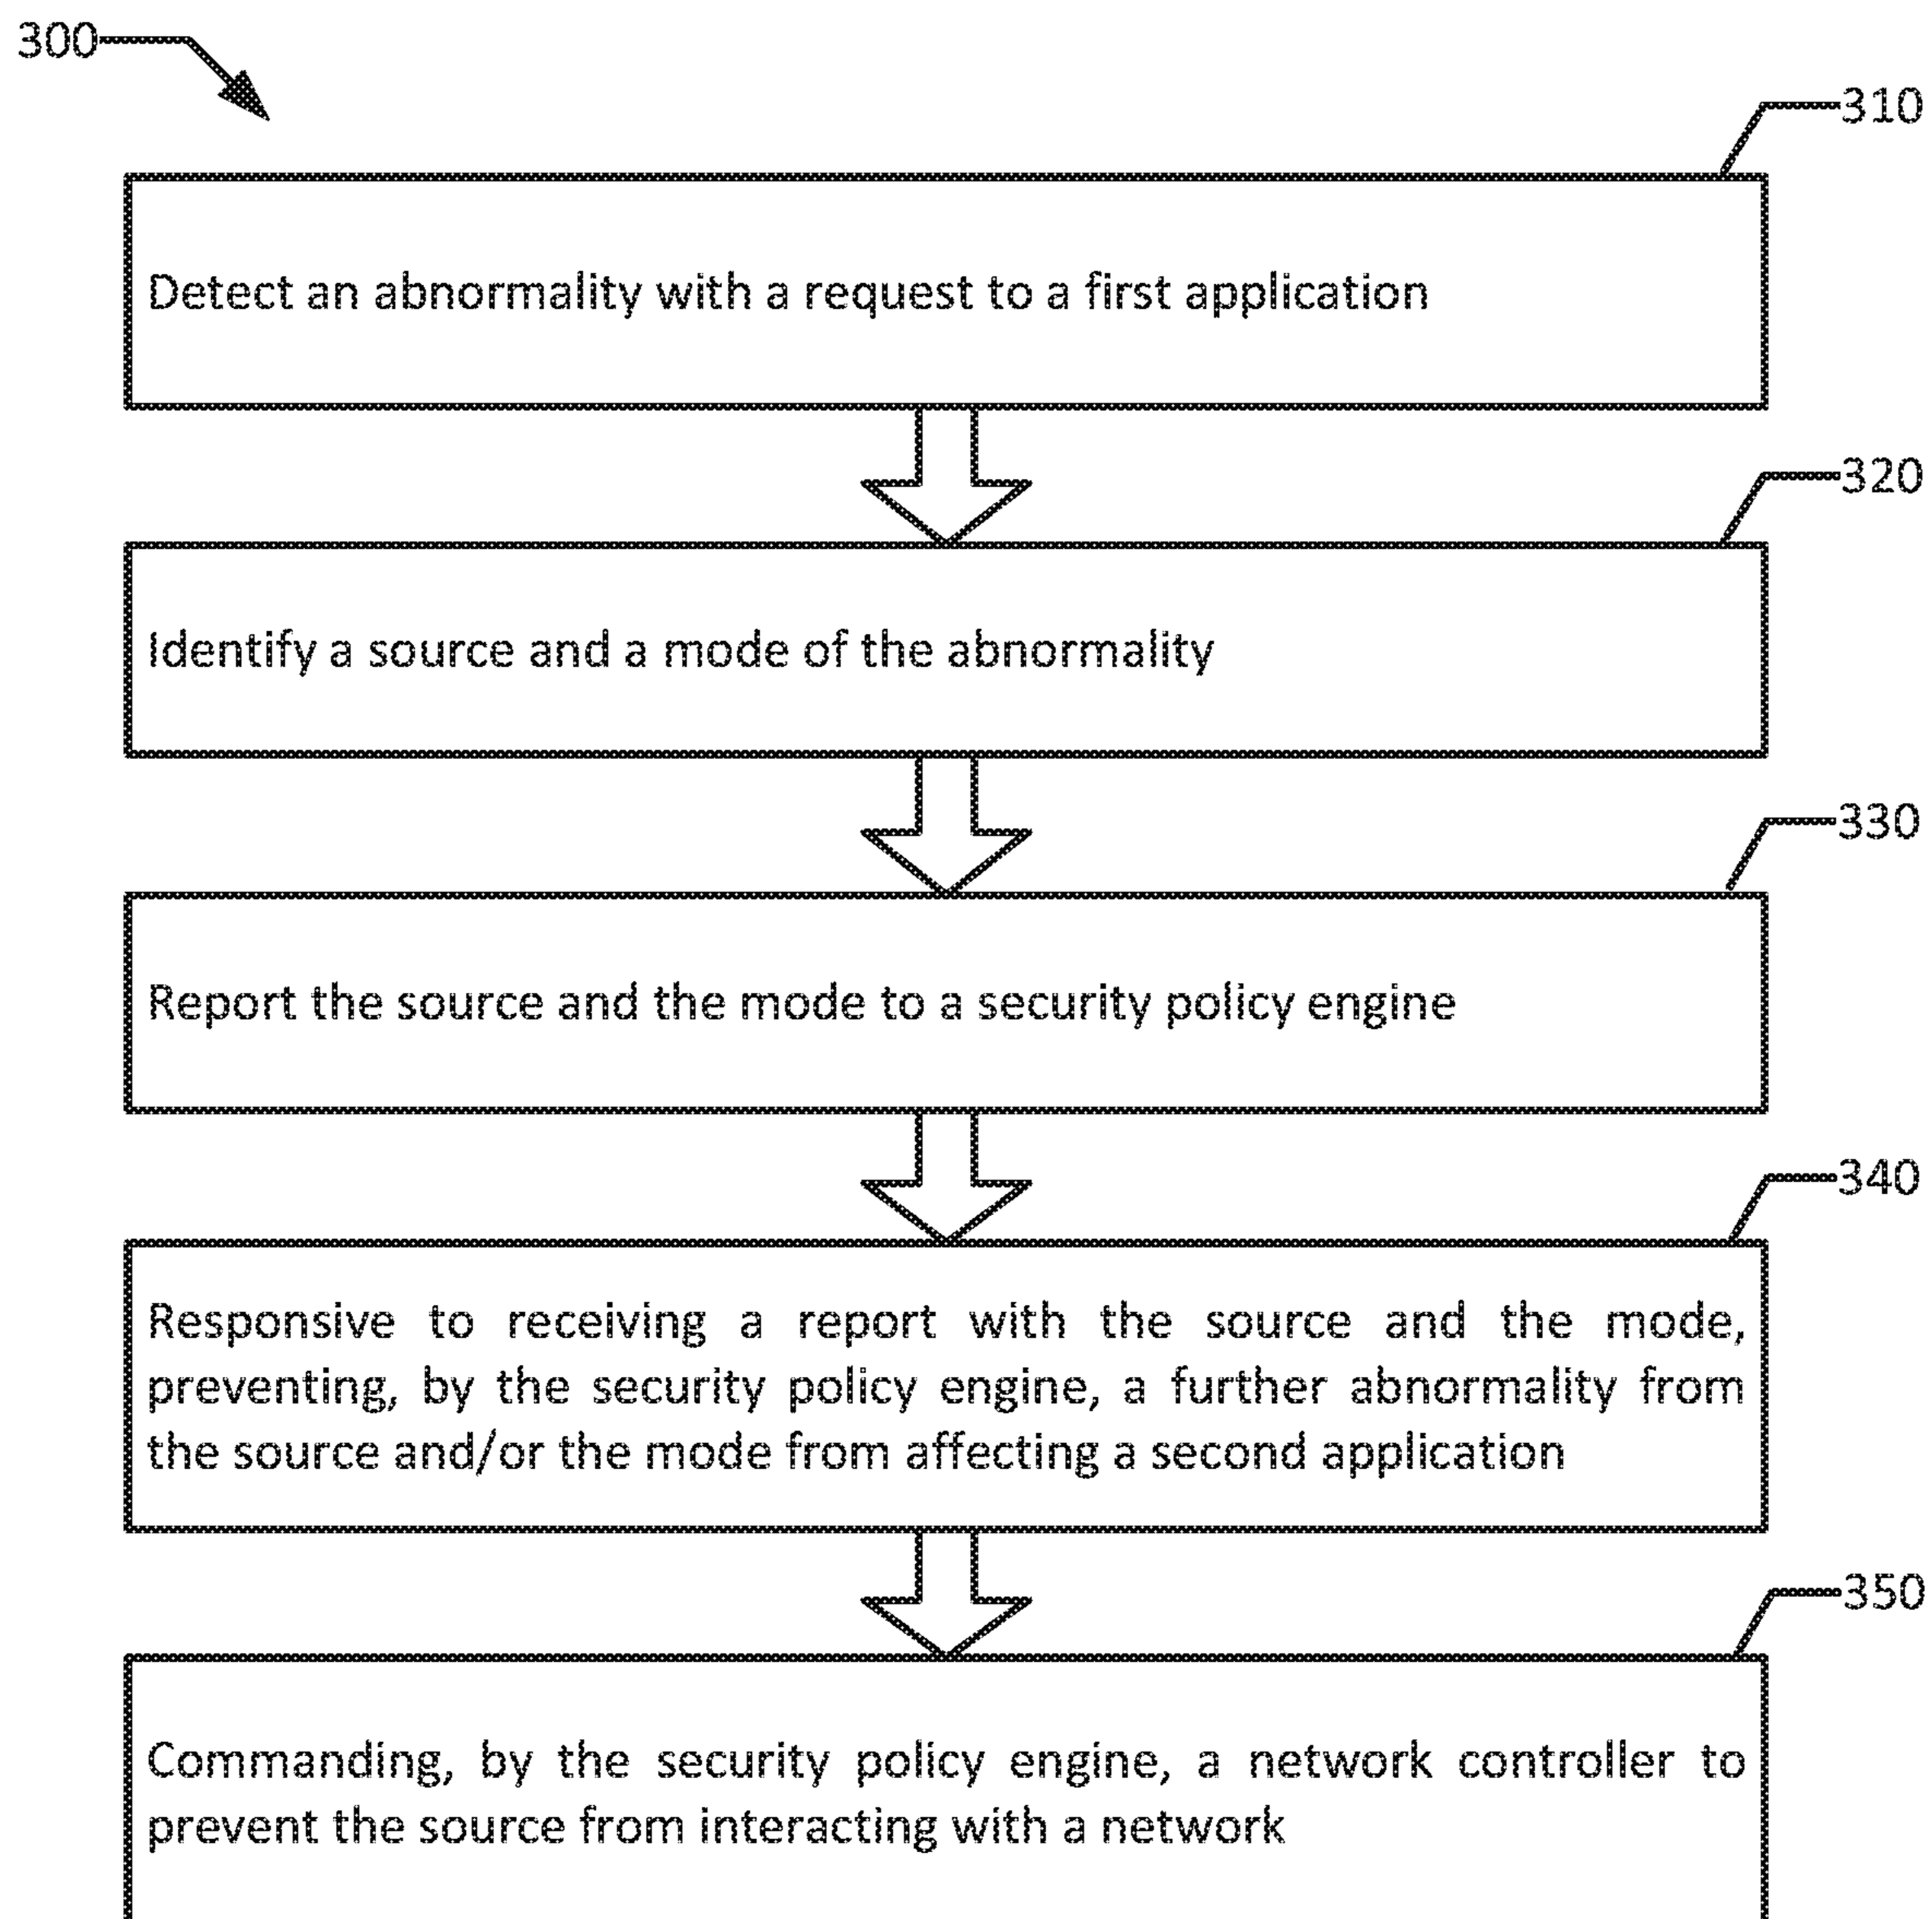 300
310
Detect an abnormality with a request to a first application
320
Identify a source and a mode of the abnormality
330
Report the source and the mode to a security policy engine
340
Responsive to receiving a report with the source and the mode,
preventing, by the security policy engine, a further abnormality from
the source and/or the mode from affecting a second application
350
Commanding, by the security policy engine, a network controller to
prevent the source from interacting with a network